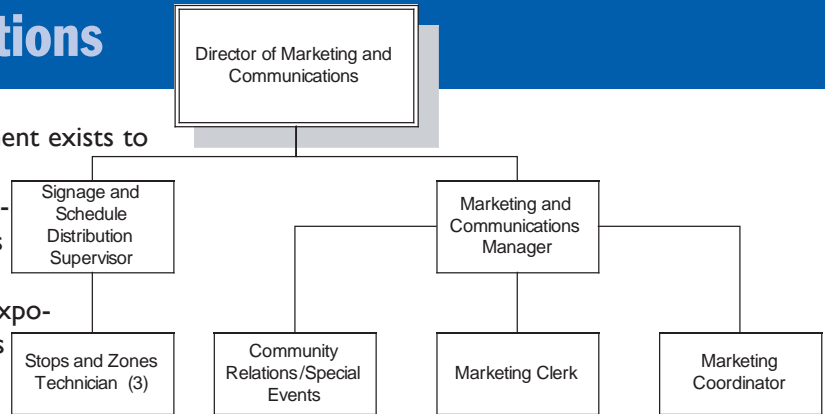 tions
Director of Marketing and
Communications
ent exists to
Signage and
Schedule
Distribution
Supervisor
Marketing and
Communications
Manager
-
s
xpo-
s
Stops and Zones
Technician (3)
Community
Relations/Special
Events
Marketing Clerk
Marketing
Coordinator